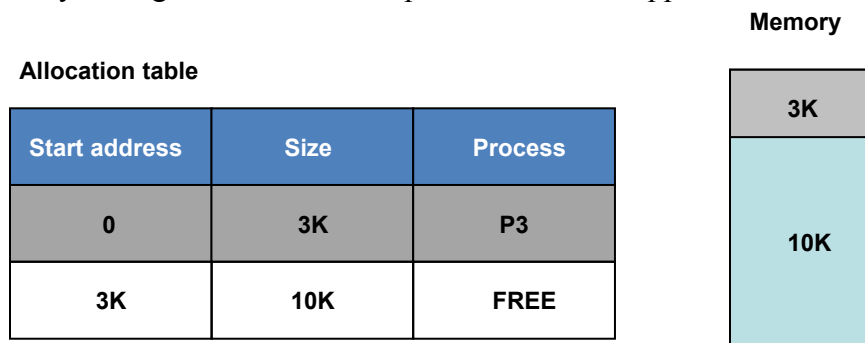 Memory
Allocation table
Start address Size Process
0 3K P3
3K 10K FREE
3K
10K